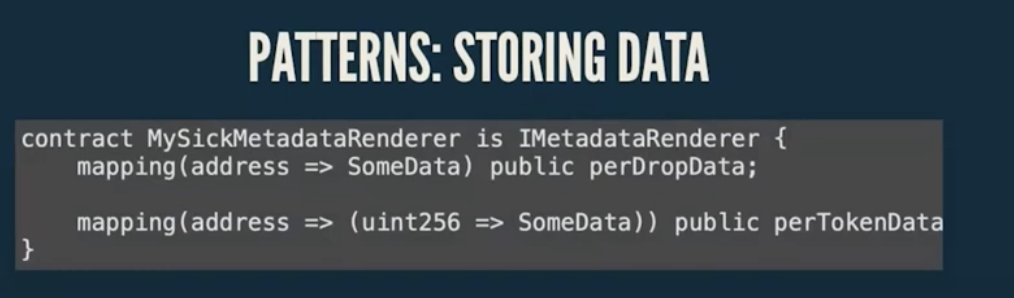 PATTERNS: STORING DATA
contract MySickMetadataRenderer is IMetadataRenderer {
    mapping(address => SomeData) public perDropData;
    mapping(address => (uint256 => SomeData)) public perTokenData
}